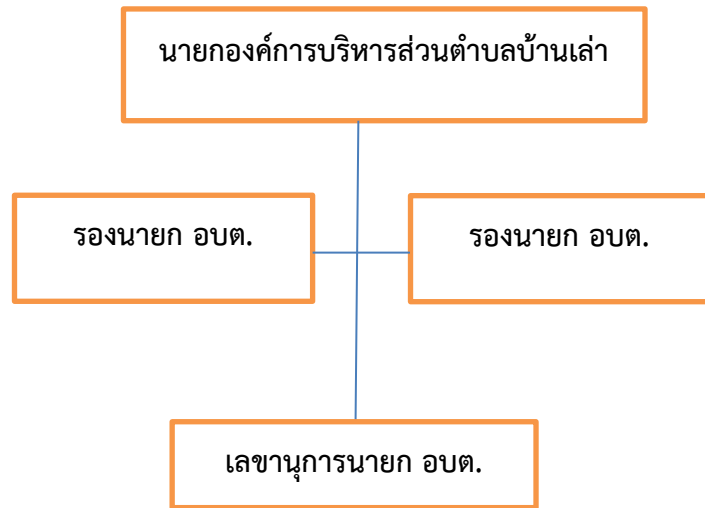 นายกองค์การบริหารส่วนตำบลบ้านเล่า
รองนายก อบต.
รองนายก อบต.
เลขานุการนายก อบต.